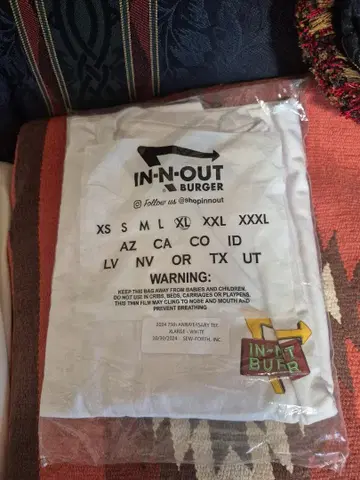 IN-N-OUT
BURGER
Follow us @shopinnout
XS S M L XL XXL XXXL
AZ CA CO ID
LV NV OR TX UT
WARNING:
KEEP THIS BAG AWAY FROM BABIES AND CHILDREN.
DO NOT USE IN CRIBS, BEDS, CARRIAGES OR PLAYPENS.
THIS THIN FILM MAY CLING TO NOSE AND MOUTH AND
PREVENT BREATHING.
2024 75th ANNIVERSARY TEE
XLARGE - WHITE
10/30/2024 SEW-FORTH, INC.